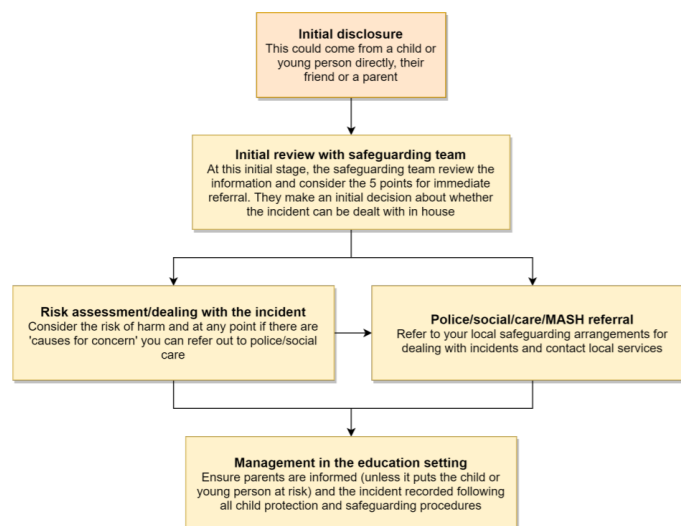 Initial disclosure
This could come from a child or
young person directly, their
friend or a parent
Initial review with safeguarding team
At this initial stage, the safeguarding team review the
information and consider the 5 points for immediate
referral. They make an initial decision about whether
the incident can be dealt with in house
Risk assessment/dealing with the incident
Consider the risk of harm and at any point if there are
'causes for concern' you can refer out to police/social
care
Police/social/care/MASH referral
Refer to your local safeguarding arrangements for
dealing with incidents and contact local services
Management in the education setting
Ensure parents are informed (unless it puts the child or
young person at risk) and the incident recorded following
all child protection and safeguarding procedures